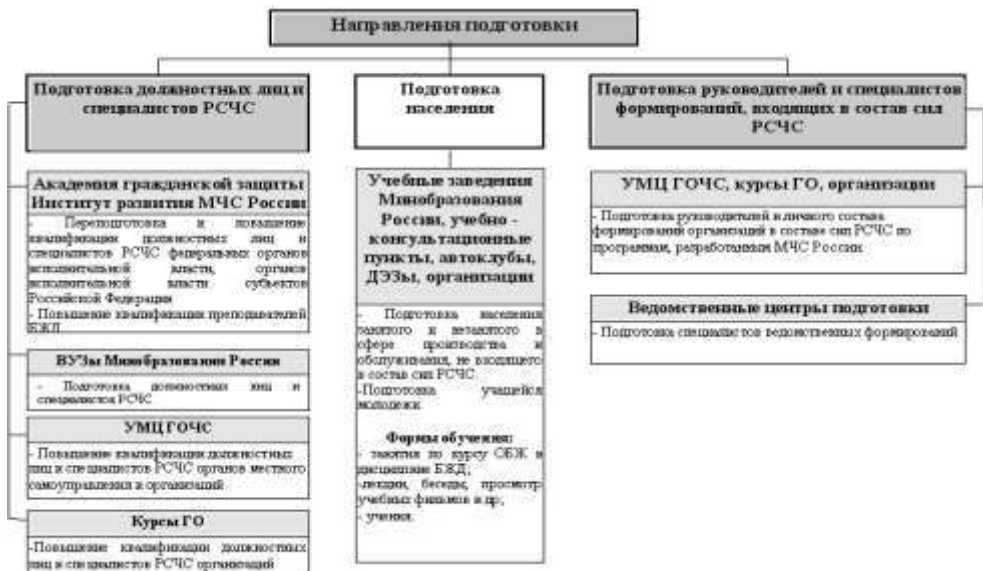 Направления подготовки
Подготовка должностных лиц и
специалистов РСЧС
Академия гражданской защиты
Институт развития МЧС России
- Переподготовка и повышение
квалификации должностных лиц и
специалистов РСЧС федеральных органов
исполнительной власти, органов
исполнительной власти субъектов
Российской Федерации
- Повышение квалификации преподавателей
БЖД
ВУЗы Минобразования России
- Подготовка должностных лиц и
специалистов РСЧС
УМЦ ГОЧС
- Повышение квалификации должностных
лиц и специалистов РСЧС органов местного
самоуправления и организаций
Курсы ГО
-Повышение квалификации должностных
лиц и специалистов РСЧС организаций
Подготовка
населения
Учебные заведения
Минобразования
России, учебно -
консультационные
пункты, автоклубы,
ДЭЗы, организации
- Подготовка населения
занятого и незанятого в
сфере производства и
обслуживания, не входящего
в состав сил РСЧС.
-Подготовка учащейся
молодежи
Формы обучения:
- занятия по курсу ОБЖ и
дисциплине БЖД;
-лекции, беседы, просмотр
учебных фильмов и др;
- учения.
Подготовка руководителей и специалистов
формирований, входящих в состав сил
РСЧС
УМЦ ГОЧС, курсы ГО, организации
- Подготовка руководителей и личного состава
формирований организаций в составе сил РСЧС по
программам, разработанным МЧС России
Ведомственные центры подготовки
- Подготовка специалистов ведомственных формирований